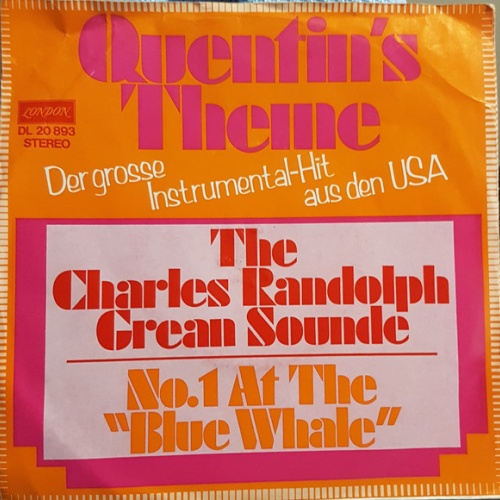 Quentin's
Theme
LONDON
DL 20 893
STEREO
Der grosse
Instrumental-Hit
aus den USA
The
Charles Randolph
Grean Sounde
No.1 At The
"Blue Whale"